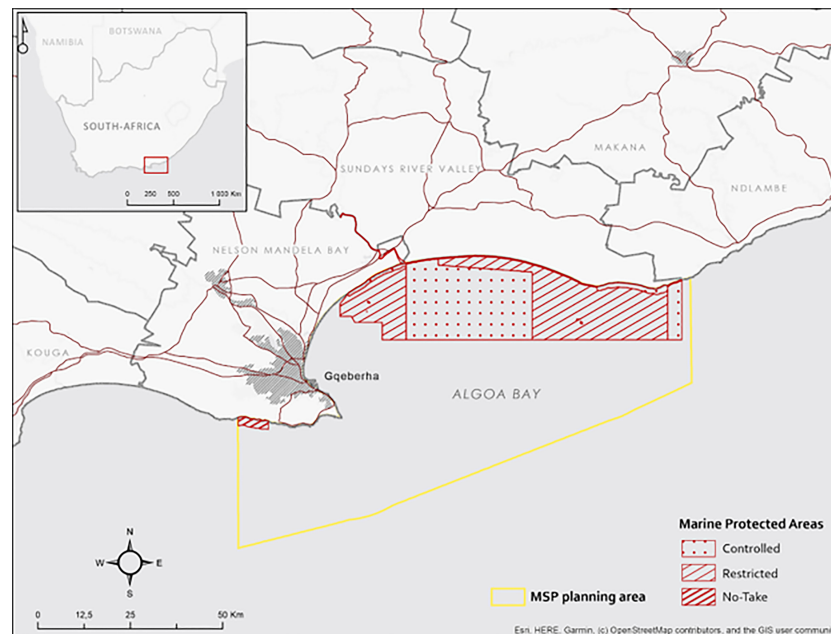 NAMIBIA
BOTSWANA
SOUTH-AFRICA
0 250 500 1 000 Km
MAKANA
SUNDAYS RIVER VALLEY
NDLAMBE
NELSON MANDELA BAY
KOUGA
Gqeberha
ALGOA BAY
N
W E
S
0 12,5 25 50 Km
MSP planning area
Marine Protected Areas
Controlled
Restricted
No-Take
Esri, HERE, Garmin, (c) OpenStreetMap contributors, and the GIS user commun